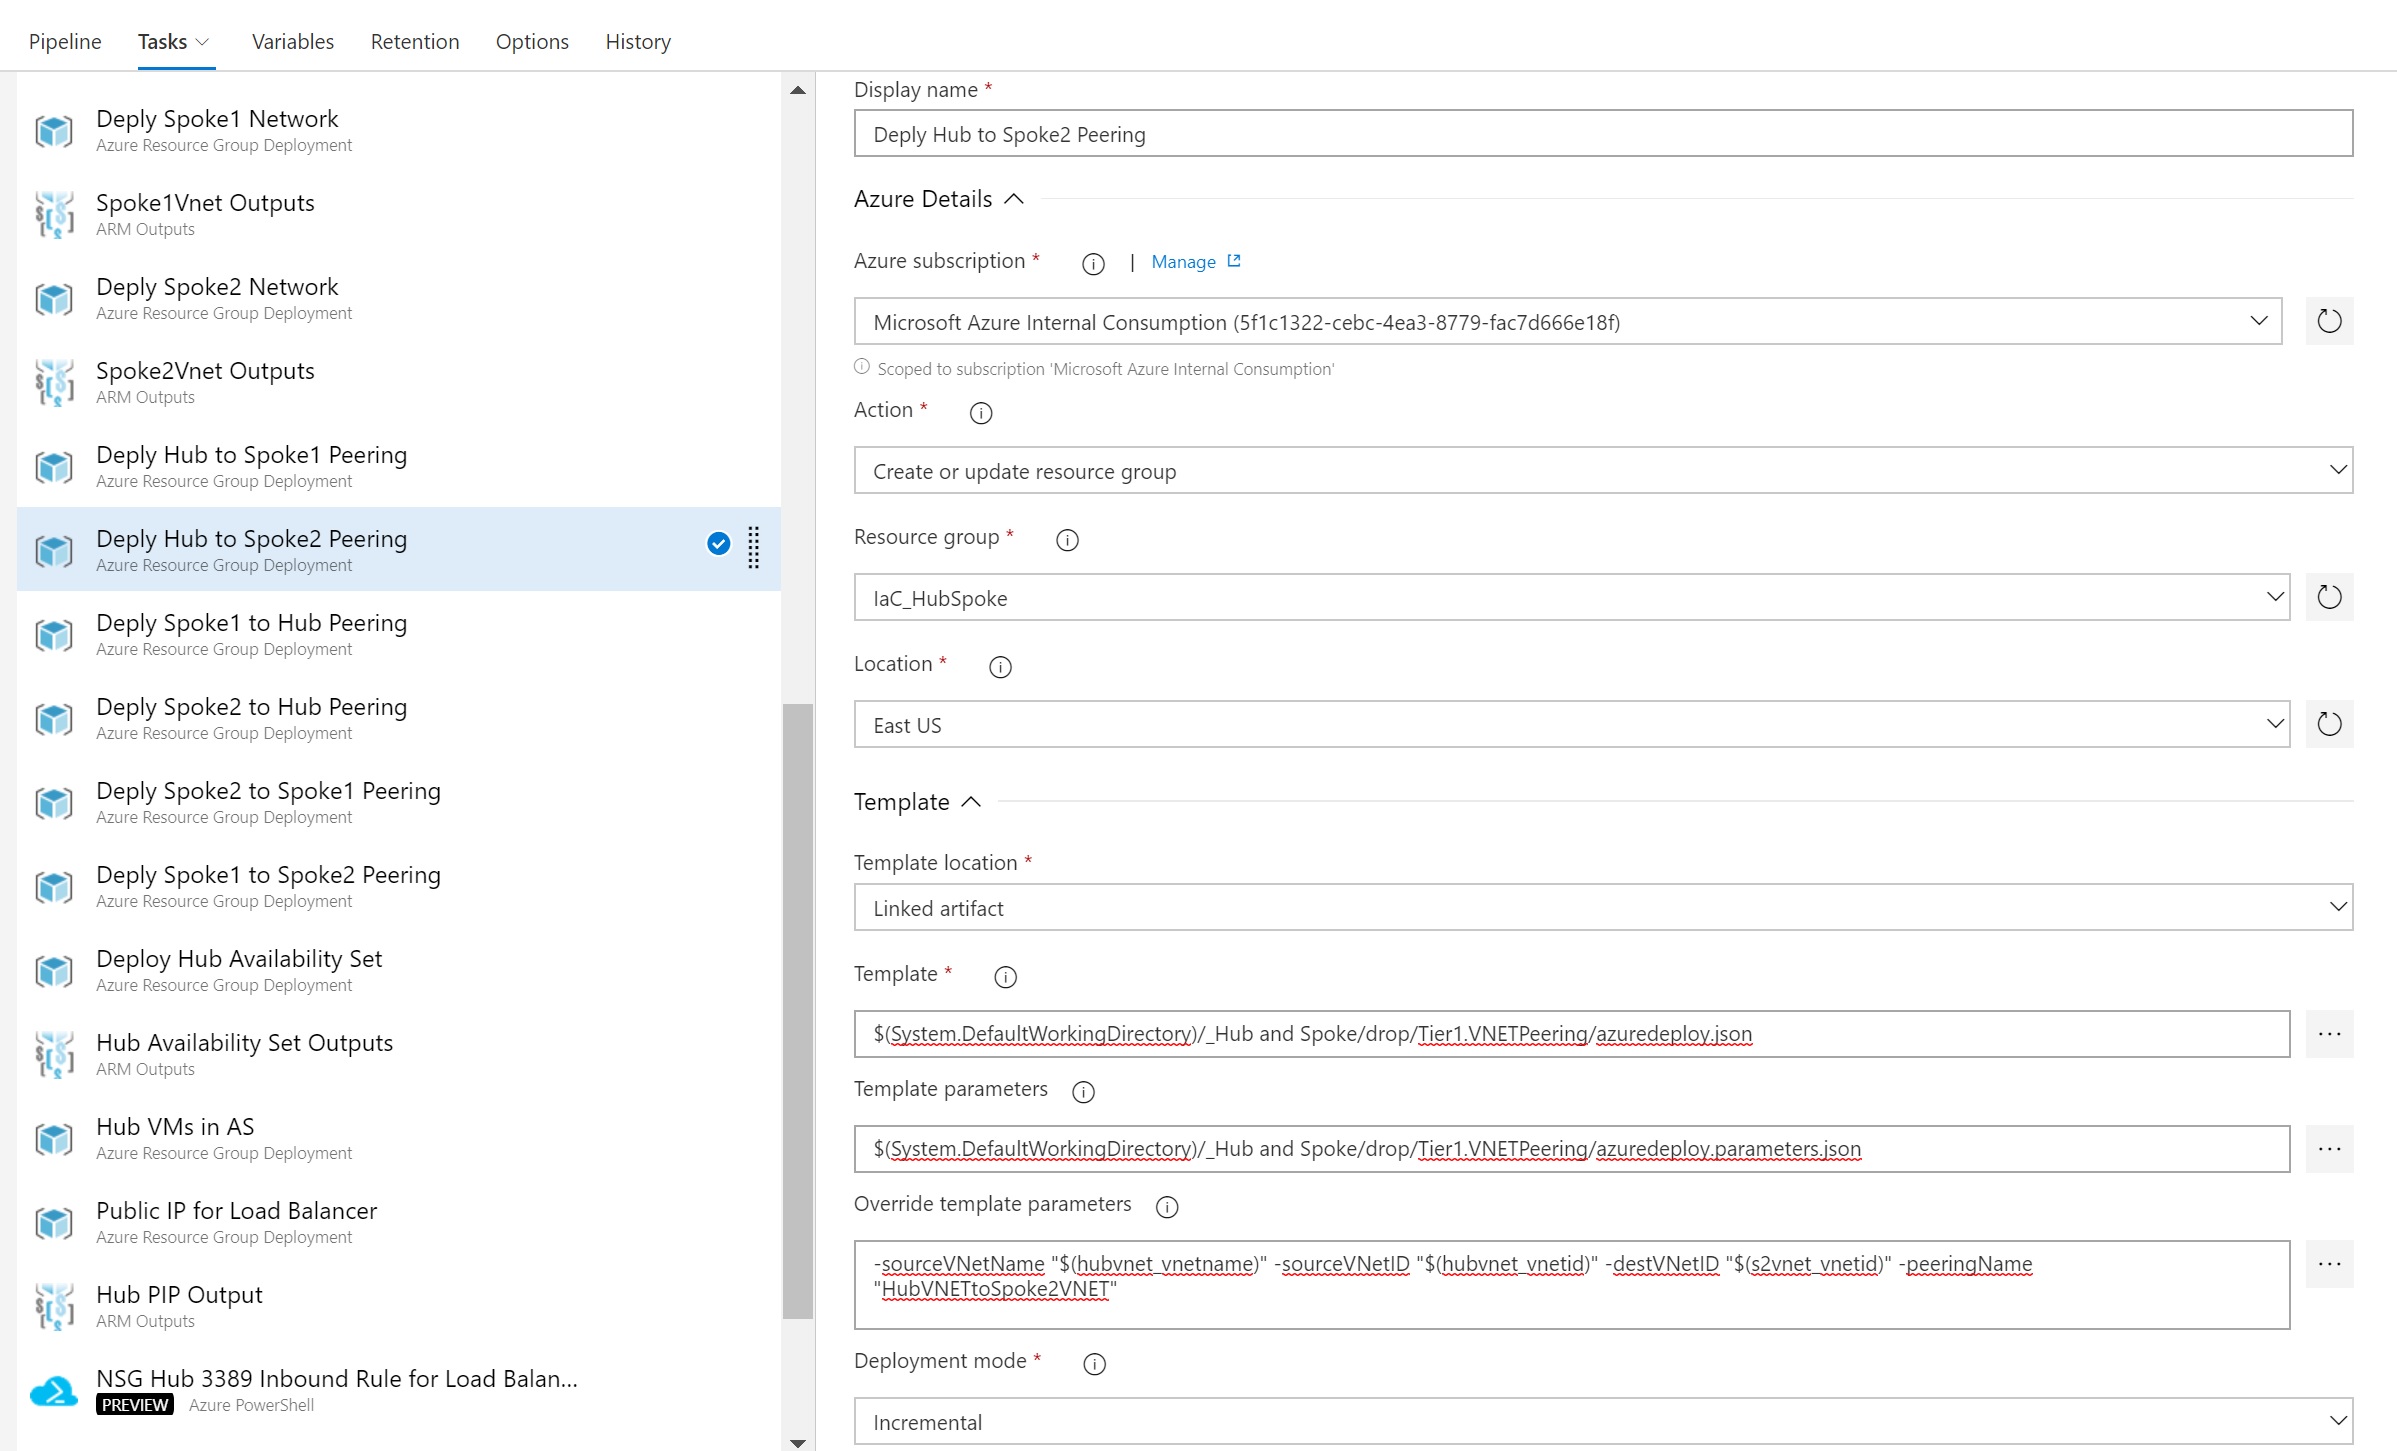 Pipeline Tasks Variables Retention Options History
Deply Spoke1 Network
Azure Resource Group Deployment
Spoke1Vnet Outputs
ARM Outputs
Deply Spoke2 Network
Azure Resource Group Deployment
Spoke2Vnet Outputs
ARM Outputs
Deply Hub to Spoke1 Peering
Azure Resource Group Deployment
Deply Hub to Spoke2 Peering
Azure Resource Group Deployment
Deply Spoke1 to Hub Peering
Azure Resource Group Deployment
Deply Spoke2 to Hub Peering
Azure Resource Group Deployment
Deply Spoke2 to Spoke1 Peering
Azure Resource Group Deployment
Deply Spoke1 to Spoke2 Peering
Azure Resource Group Deployment
Deploy Hub Availability Set
Azure Resource Group Deployment
Hub Availability Set Outputs
ARM Outputs
Hub VMs in AS
Azure Resource Group Deployment
Public IP for Load Balancer
Azure Resource Group Deployment
Hub PIP Output
ARM Outputs
NSG Hub 3389 Inbound Rule for Load Balan...
PREVIEW Azure PowerShell
Display name *
Deply Hub to Spoke2 Peering
Azure Details
Azure subscription * | Manage
Microsoft Azure Internal Consumption (5f1c1322-cebc-4ea3-8779-fac7d666e18f)
Scoped to subscription 'Microsoft Azure Internal Consumption'
Action *
Create or update resource group
Resource group *
IaC_HubSpoke
Location *
East US
Template
Template location *
Linked artifact
Template *
$(System.DefaultWorkingDirectory)/_Hub and Spoke/drop/Tier1.VNETPeering/azuredeploy.json
Template parameters
$(System.DefaultWorkingDirectory)/_Hub and Spoke/drop/Tier1.VNETPeering/azuredeploy.parameters.json
Override template parameters
-sourceVNetName "$(hubvnet_vnetname)" -sourceVNetID "$(hubvnet_vnetid)" -destVNetID "$(s2vnet_vnetid)" -peeringName
"HubVNETtoSpoke2VNET"
Deployment mode *
Incremental